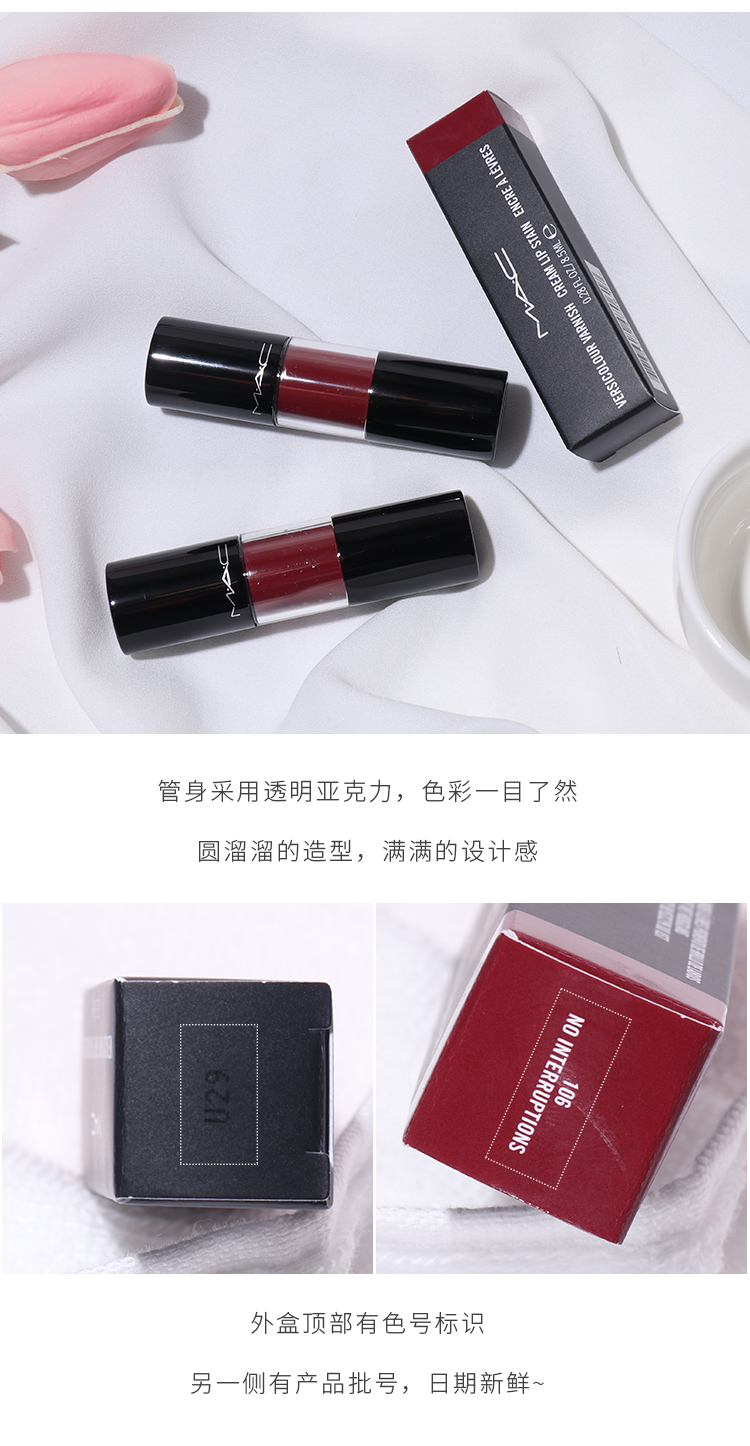 VERSICOLOUR VARNISH CREAM LIP STAIN ENCRE À LÈVRES
0.28 FL.OZ./8.5ML e
MAC
MAC
MAC
管身采用透明亚克力，色彩一目了然
圆溜溜的造型，满满的设计感
U29
106
NO INTERRUPTIONS
外盒顶部有色号标识
另一侧有产品批号，日期新鲜~